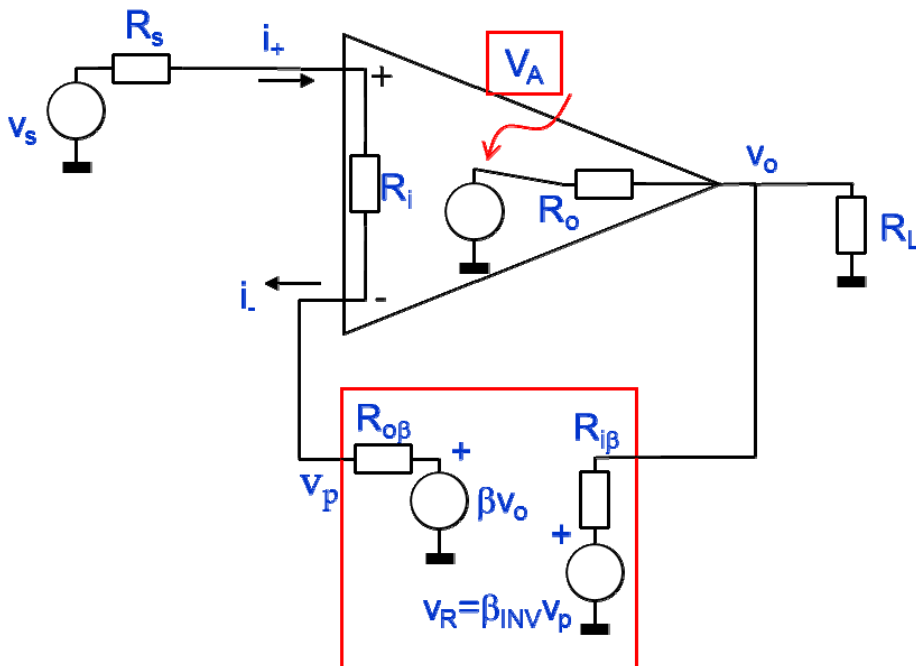 Rs
i+
VA
+
vs
Ri
vo
Ro
RL
i-
-
Roβ
Riβ
+
vp
βvo
+
vR=βINVvp